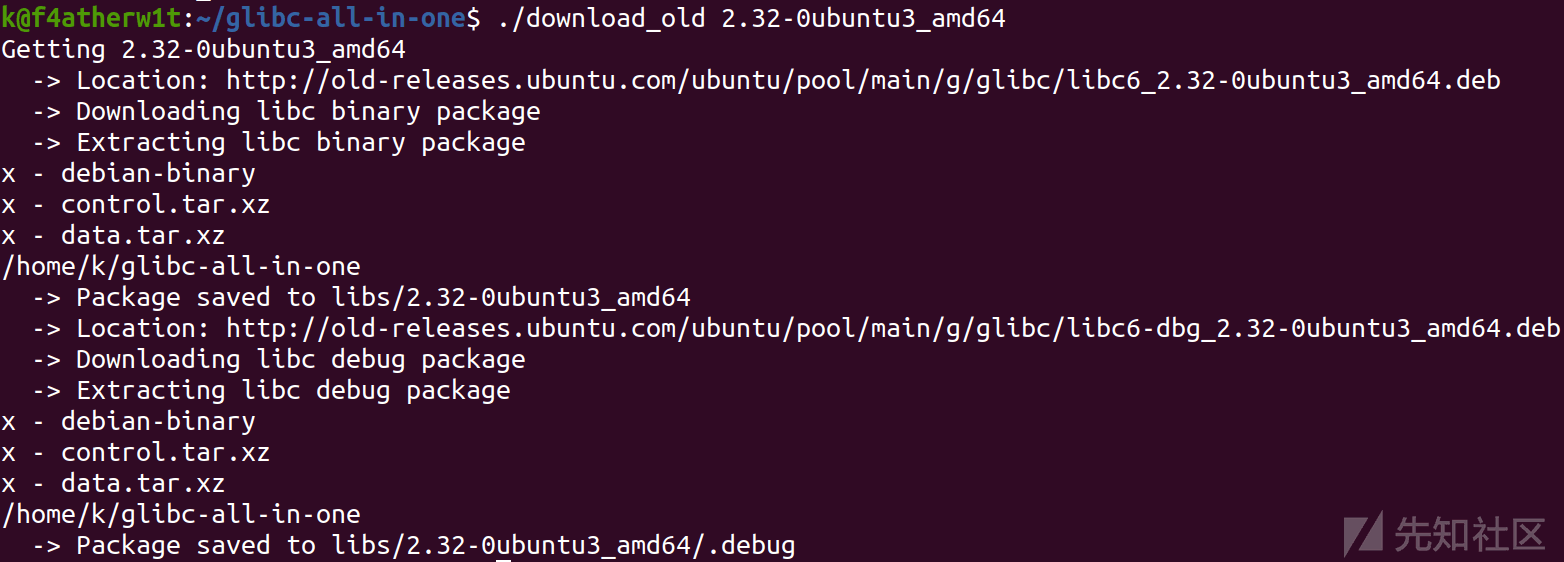 k@f4atherw1t:~/glibc-all-in-one$ ./download_old 2.32-0ubuntu3_amd64
Getting 2.32-0ubuntu3_amd64
  -> Location: http://old-releases.ubuntu.com/ubuntu/pool/main/g/glibc/libc6_2.32-0ubuntu3_amd64.deb
  -> Downloading libc binary package
  -> Extracting libc binary package
x - debian-binary
x - control.tar.xz
x - data.tar.xz
/home/k/glibc-all-in-one
  -> Package saved to libs/2.32-0ubuntu3_amd64
  -> Location: http://old-releases.ubuntu.com/ubuntu/pool/main/g/glibc/libc6-dbg_2.32-0ubuntu3_amd64.deb
  -> Downloading libc debug package
  -> Extracting libc debug package
x - debian-binary
x - control.tar.xz
x - data.tar.xz
/home/k/glibc-all-in-one
  -> Package saved to libs/2.32-0ubuntu3_amd64/.debug
先知社区